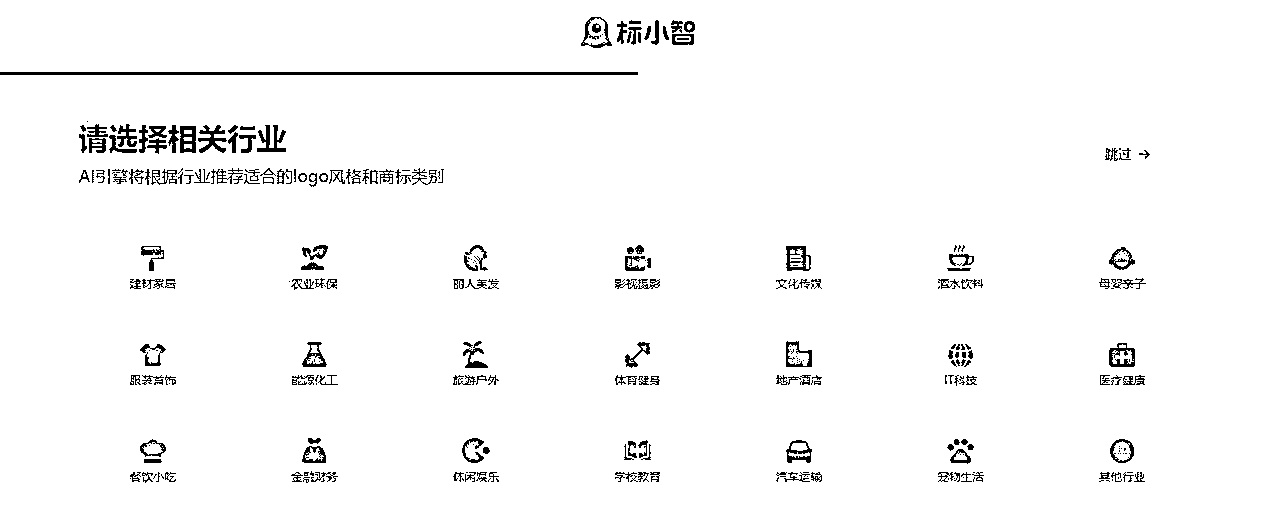 标小智
请选择相关行业
跳过 →
AI引擎将根据行业推荐适合的logo风格和商标类别
建材家居 农业环保 丽人美发 影视摄影 文化传媒 酒水饮料 母婴亲子
服装首饰 能源化工 旅游户外 体育健身 地产酒店 IT科技 医疗健康
餐饮小吃 金融财务 休闲娱乐 学校教育 汽车运输 宠物生活 其他行业